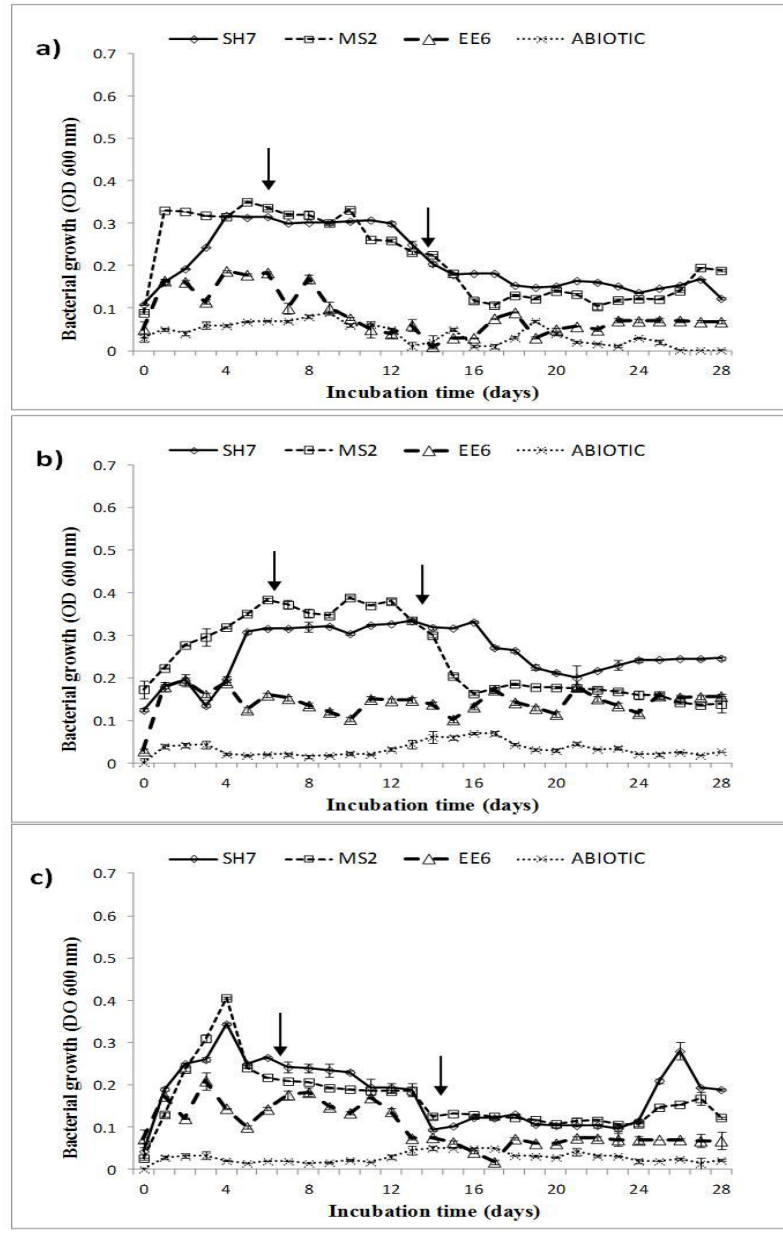 a)
SH7 MS2 EE6 ABIOTIC
0.7
0.6
0.5
0.4
0.3
0.2
0.1
0
Bacterial growth (OD 600 nm)
0 4 8 12 16 20 24 28
Incubation time (days)
b)
SH7 MS2 EE6 ABIOTIC
0.7
0.6
0.5
0.4
0.3
0.2
0.1
0
Bacterial growth (OD 600 nm)
0 4 8 12 16 20 24 28
Incubation time (days)
c)
SH7 MS2 EE6 ABIOTIC
0.7
0.6
0.5
0.4
0.3
0.2
0.1
0
Bacterial growth (DO 600 nm)
0 4 8 12 16 20 24 28
Incubation time (days)